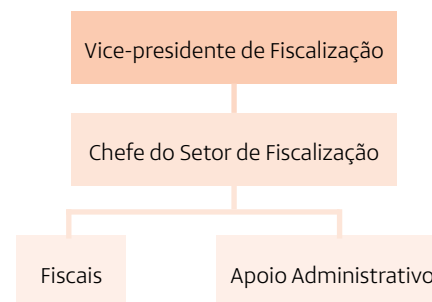 Vice-presidente de Fiscalização
Chefe do Setor de Fiscalização
Fiscais
Apoio Administrativo